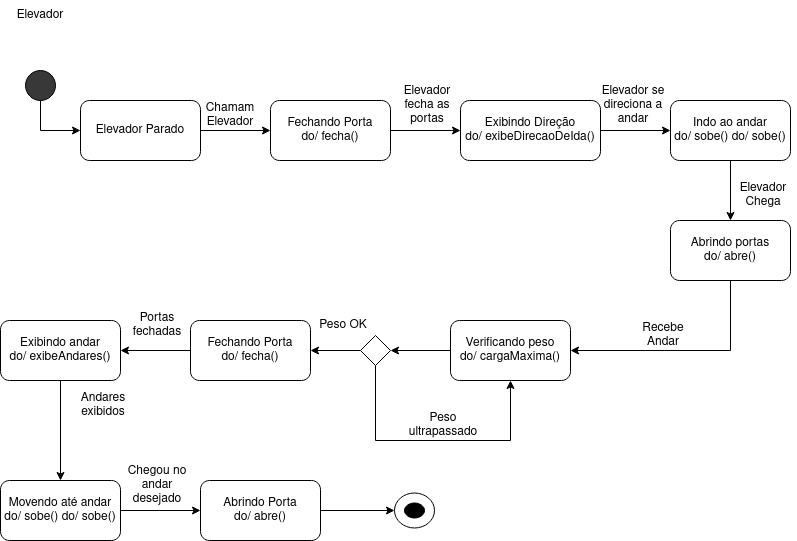 Elevador
Elevador Parado
Chamam
Elevador
Fechando Porta
do/ fecha()
Elevador
fecha as
portas
Exibindo Direção
do/ exibeDirecaoDeIda()
Elevador se
direciona a
andar
Indo ao andar
do/ sobe() do/ sobe()
Elevador
Chega
Abrindo portas
do/ abre()
Recebe
Andar
Verificando peso
do/ cargaMaxima()
Peso
ultrapassado
Peso OK
Fechando Porta
do/ fecha()
Portas
fechadas
Exibindo andar
do/ exibeAndares()
Andares
exibidos
Movendo até andar
do/ sobe() do/ sobe()
Chegou no
andar
desejado
Abrindo Porta
do/ abre()